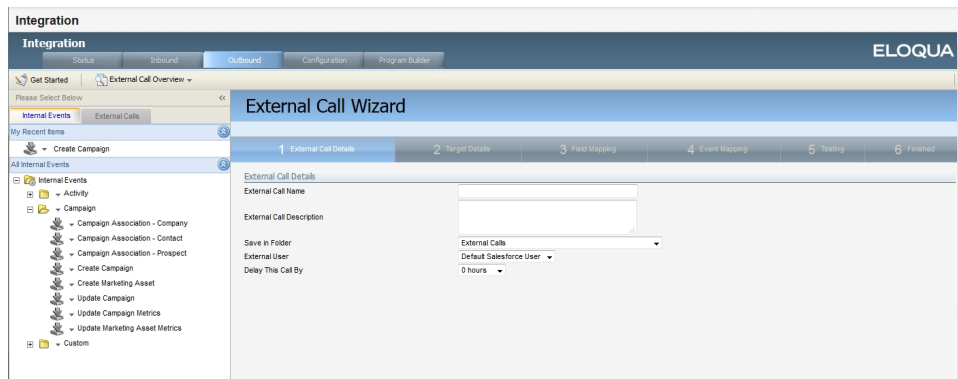 Integration
Integration
ELOQUA
Status Inbound Outbound Configuration Program Builder
Get Started External Call Overview
Please Select Below <<
External Call Wizard
Internal Events External Calls
My Recent Items
Create Campaign
1 External Call Details 2 Target Details 3 Field Mapping 4 Event Mapping 5 Testing 6 Finished
All Internal Events
Internal Events
Activity
Campaign
Campaign Association - Company
Campaign Association - Contact
Campaign Association - Prospect
Create Campaign
Create Marketing Asset
Update Campaign
Update Campaign Metrics
Update Marketing Asset Metrics
Custom
External Call Details
External Call Name
External Call Description
Save in Folder External Calls
External User Default Salesforce User
Delay This Call By 0 hours